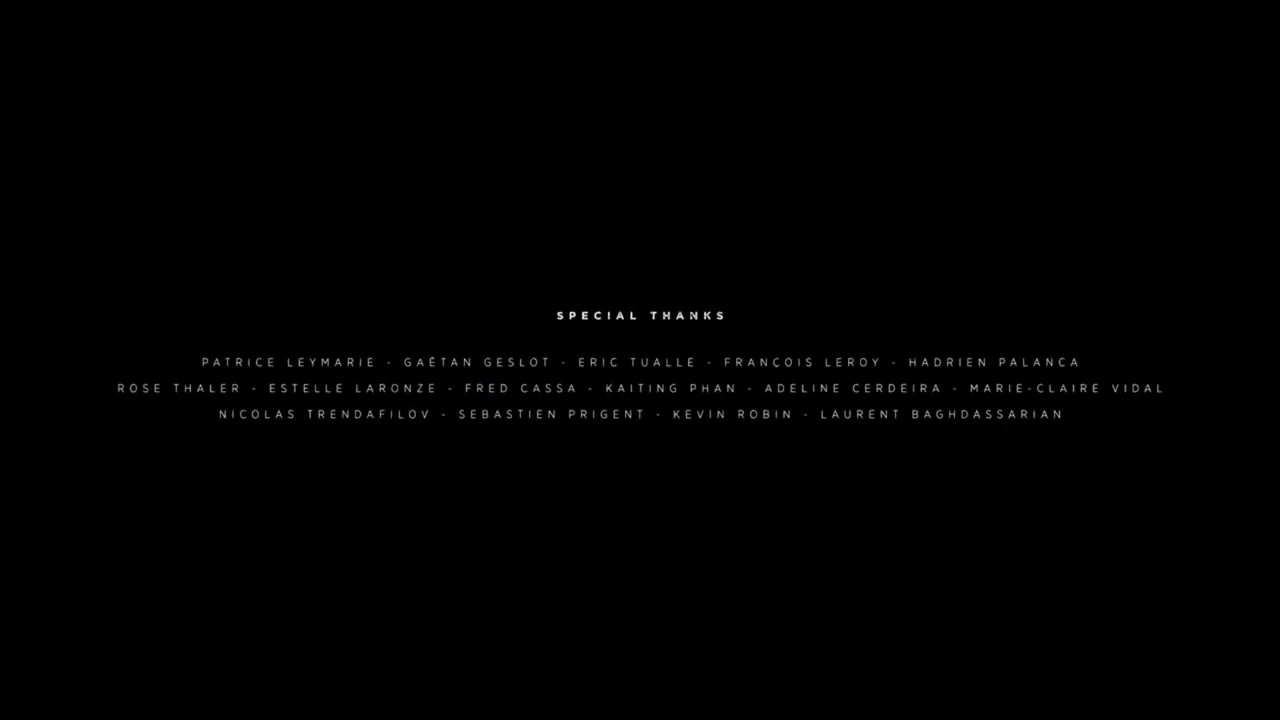 SPECIAL THANKS
PATRICE LEYMARIE - GAËTAN GESLOT - ERIC TUALLE - FRANÇOIS LEROY - HADRIEN PALANCA
ROSE THALER - ESTELLE LARONZE - FRED CASSA - KAITING PHAN - ADELINE CERDEIRA - MARIE-CLAIRE VIDAL
NICOLAS TRENDAFILOV - SEBASTIEN PRIGENT - KEVIN ROBIN - LAURENT BAGHDASSARIAN